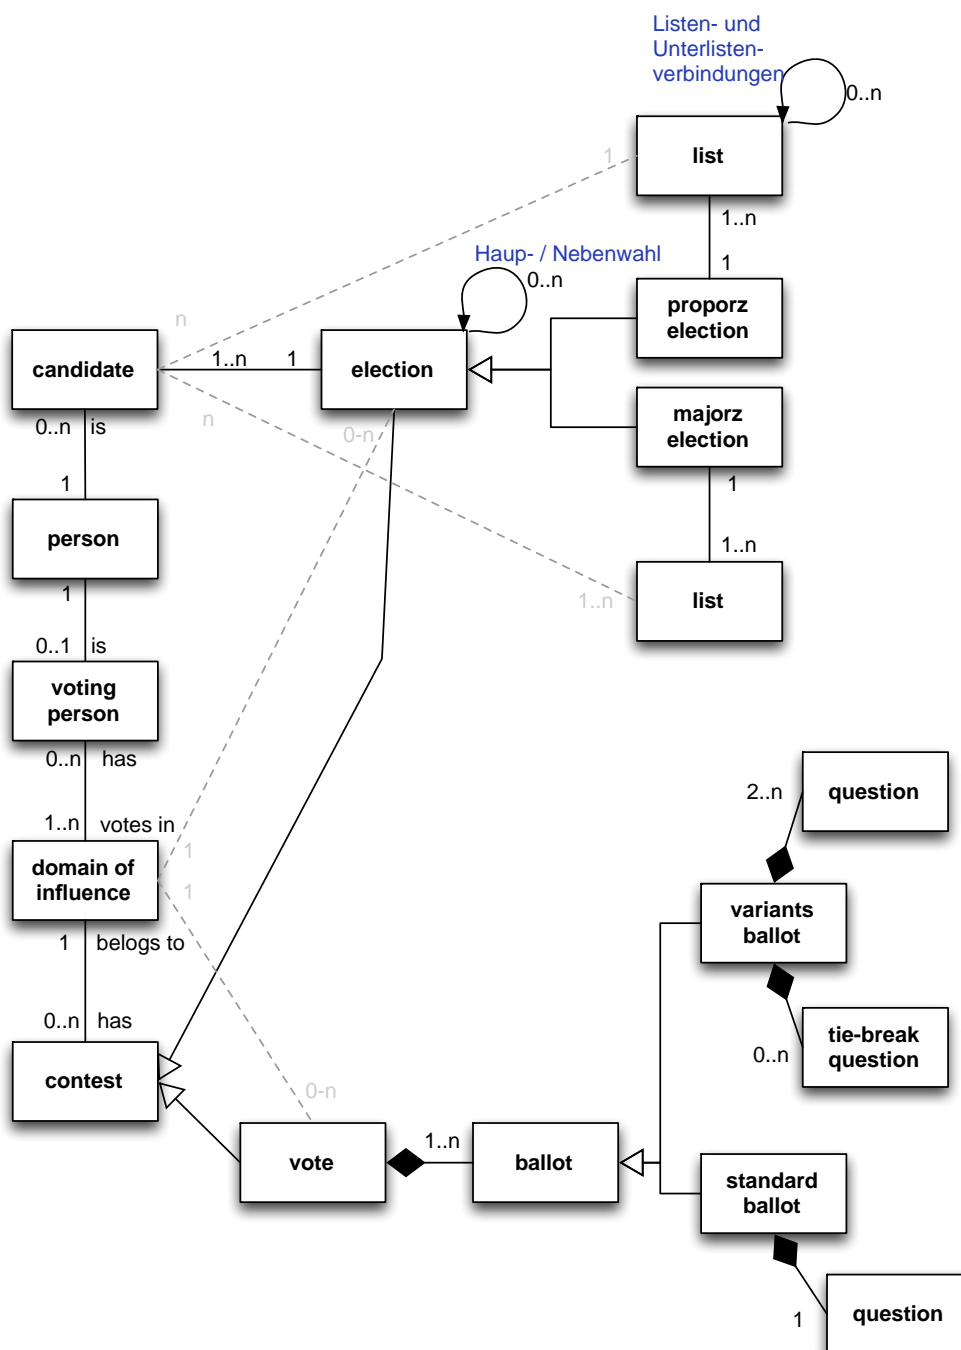 Listen- und
Unterlisten-
verbindungen
0..n
list
1
1..n
Haup- / Nebenwahl
0..n
1
proporz
election
n
candidate
1..n
1
election
0..n is
n
0-n
majorz
election
1
1
person
1..n
1
1..n
list
0..1 is
voting
person
0..n has
2..n
question
1..n votes in
1
domain of
influence
1
variants
ballot
1 belogs to
0..n has
tie-break
question
0..n
contest
0-n
1..n
vote
ballot
standard
ballot
1
question